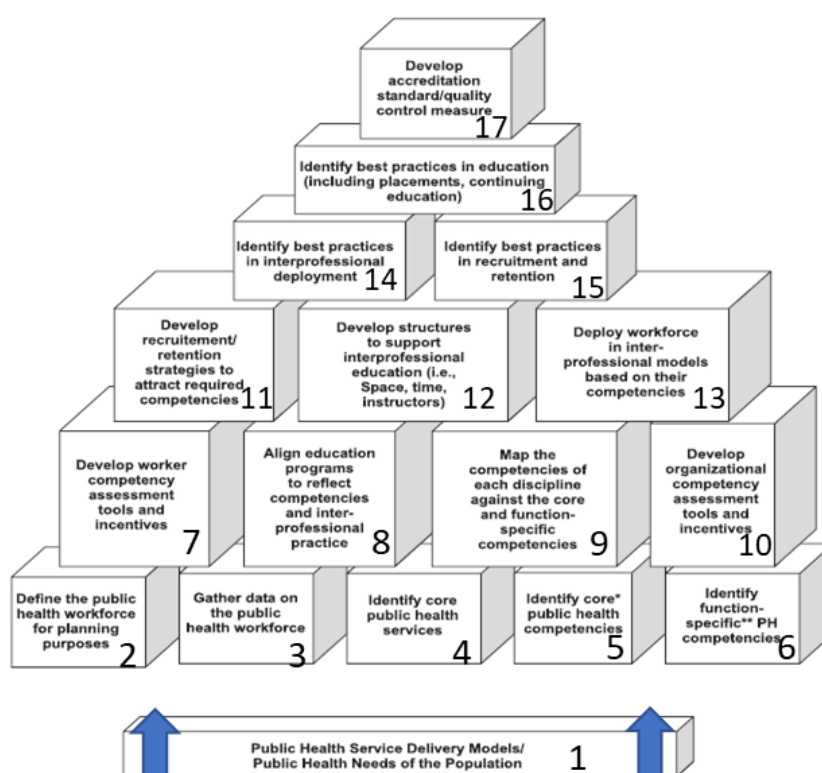 Develop
accreditation
standard/quality
control measure
17
Identify best practices in education
(including placements, continuing
education)
16
Identify best practices
in interprofessional
deployment
14
Identify best practices
in recruitment and
retention
15
Develop
recruitement/
retention
strategies to
attract required
competencies
11
Develop structures
to support
interprofessional
education (i.e.,
Space, time,
instructors)
12
Deploy workforce
in inter-
professional models
based on their
competencies
13
Develop worker
competency
assessment
tools and
incentives
7
Align education
programs
to reflect
competencies
and inter-
professional
practice
8
Map the
competencies of
each discipline
against the core
and function-
specific
competencies
9
Develop
organizational
competency
assessment
tools and
incentives
10
Define the public
health workforce
for planning
purposes
2
Gather data on
the public
health workforce
3
Identify core
public health
services
4
Identify core*
public health
competencies
5
Identify
function-
specific** PH
competencies
6
Public Health Service Delivery Models/
Public Health Needs of the Population
1